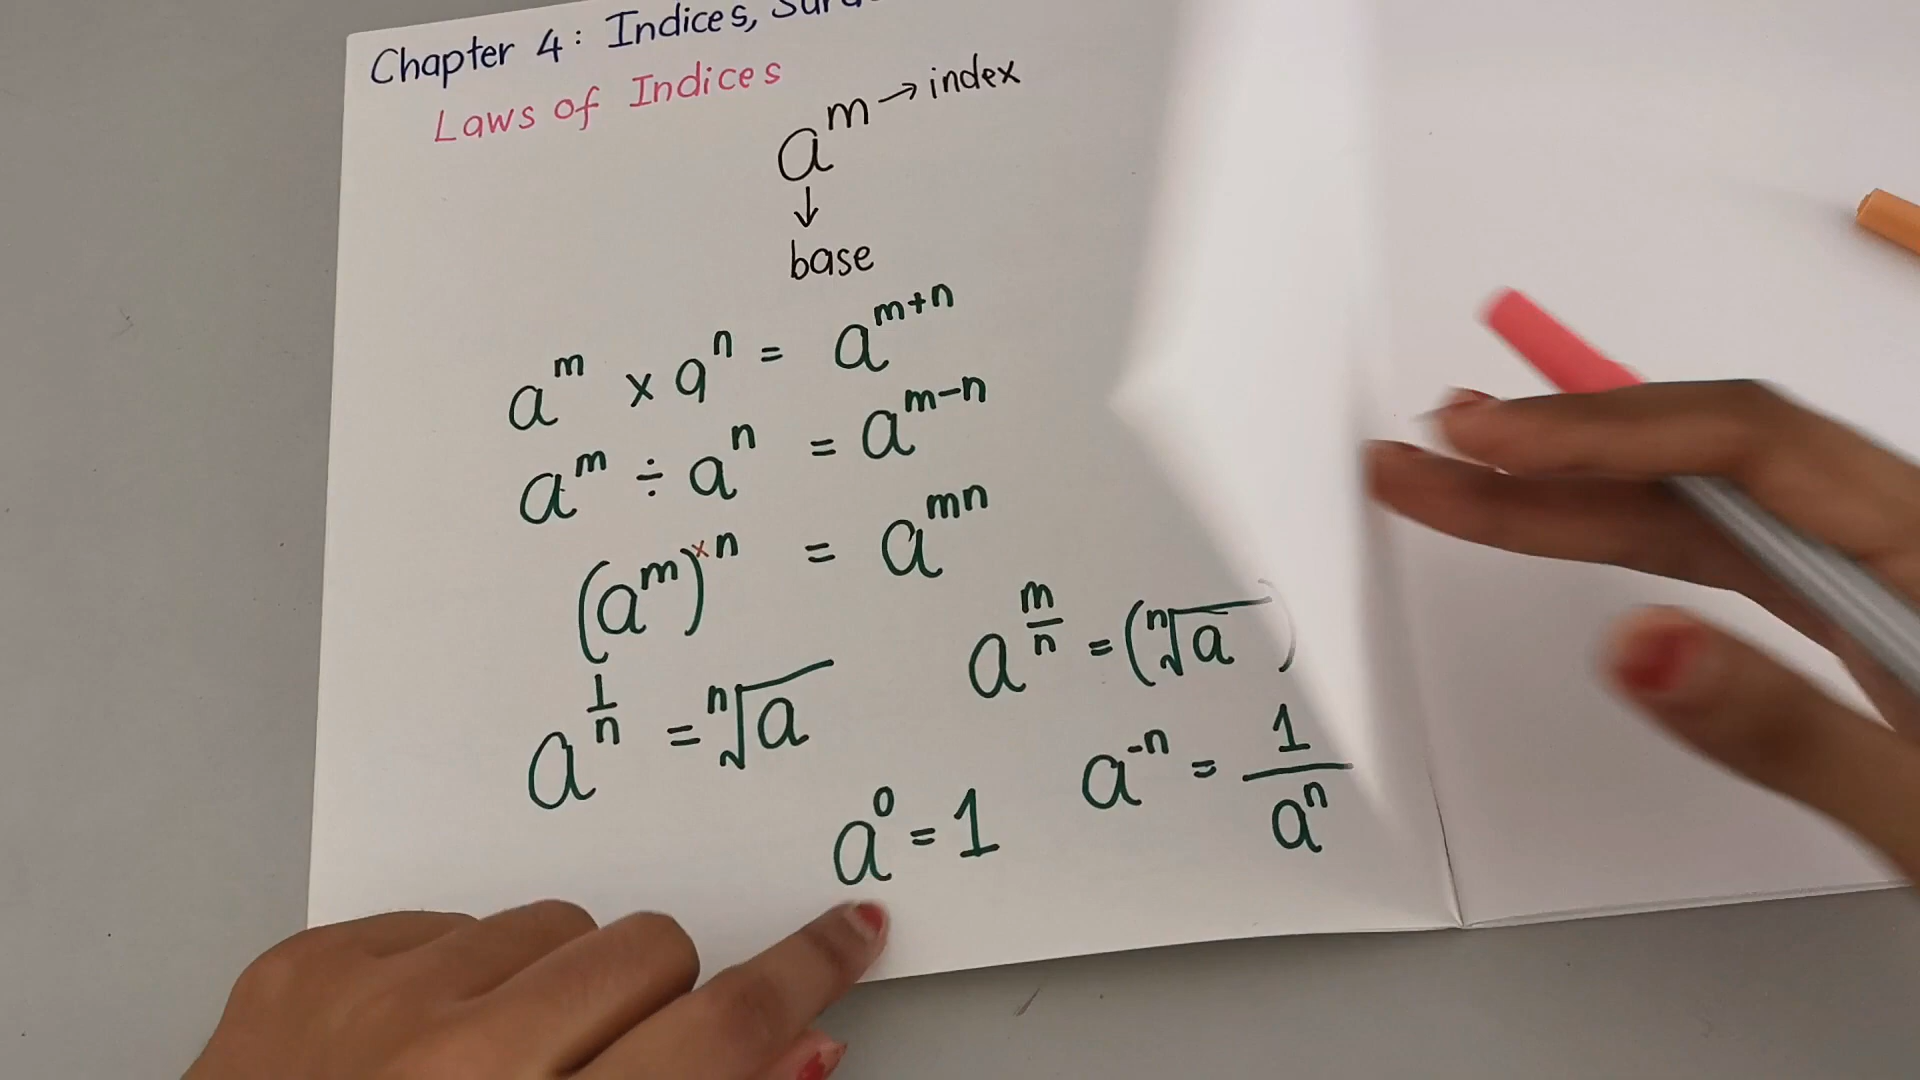 Chapter 4: Indices,
Laws of Indices
a^m → index
↓
base
a^m × a^n = a^(m+n)
a^m ÷ a^n = a^(m-n)
(a^m)^×n = a^(mn)
a^(m/n) = (ⁿ√a )
a^(1/n) = ⁿ√a
a^-n = 1/a^n
a^0 = 1